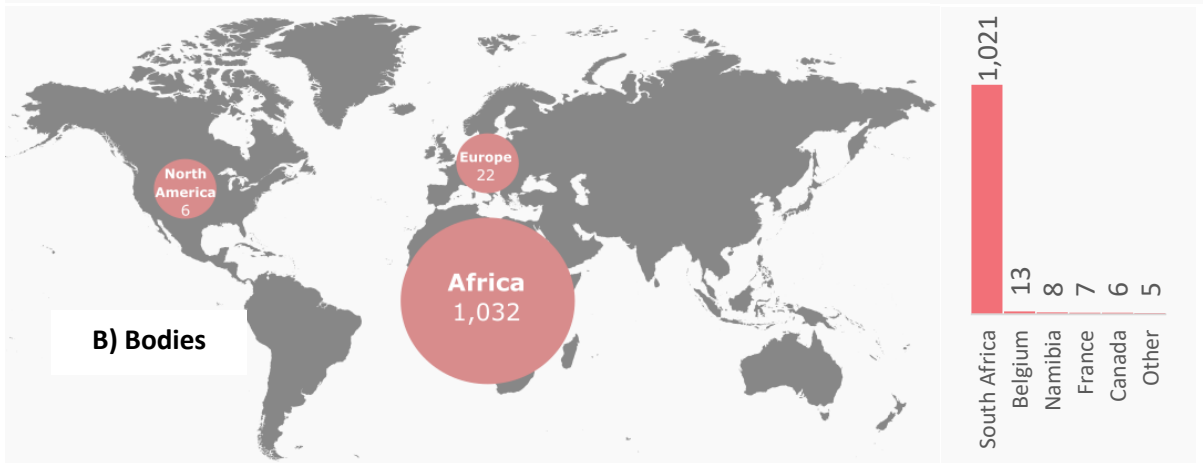 North
America
6
Europe
22
Africa
1,032
B) Bodies
1,021
13
8
7
6
5
South Africa
Belgium
Namibia
France
Canada
Other